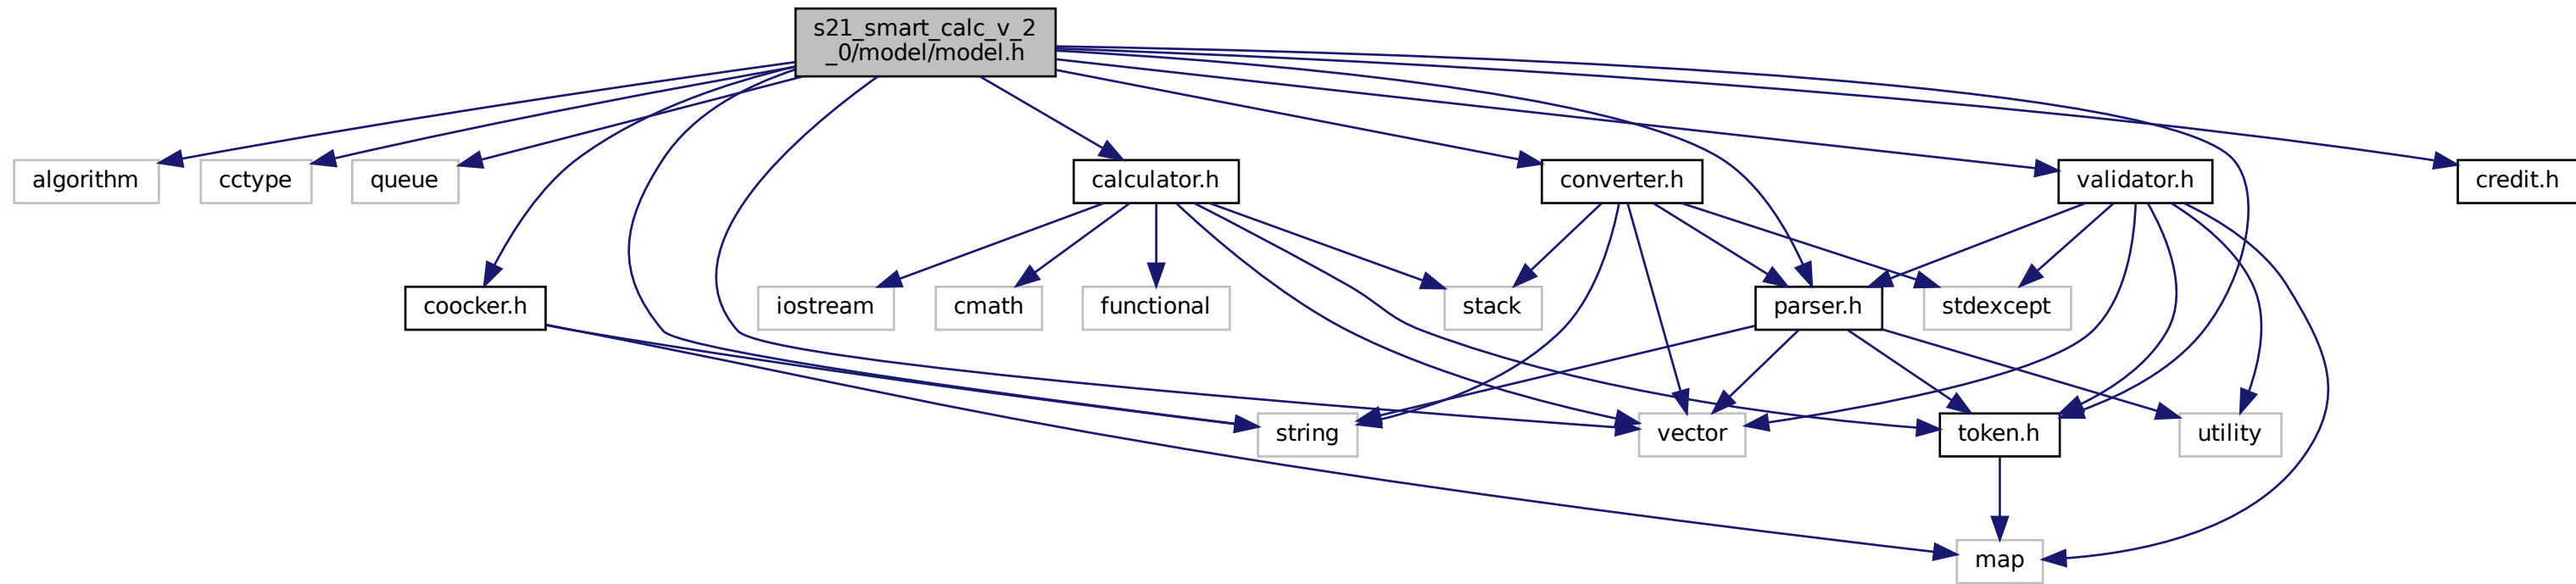 s21_smart_calc_v_2
_0/model/model.h
algorithm
cctype
queue
calculator.h
converter.h
validator.h
credit.h
coocker.h
iostream
cmath
functional
stack
parser.h
stdexcept
string
vector
token.h
utility
map